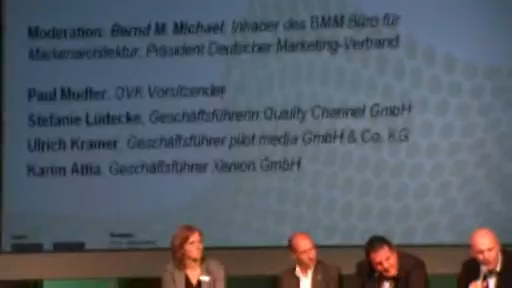 Moderation: Bernd M. Michael, Inhaber des BMM Büro für
Markenarchitektur, Präsident Deutscher Marketing-Verband
Paul Mudter, OVK Vorsitzender
Stefanie Lüdecke, Geschäftsführerin Quality Channel GmbH
Ulrich Kramer, Geschäftsführer pilot media GmbH & Co. KG
Karim Attia, Geschäftsführer Xenion GmbH